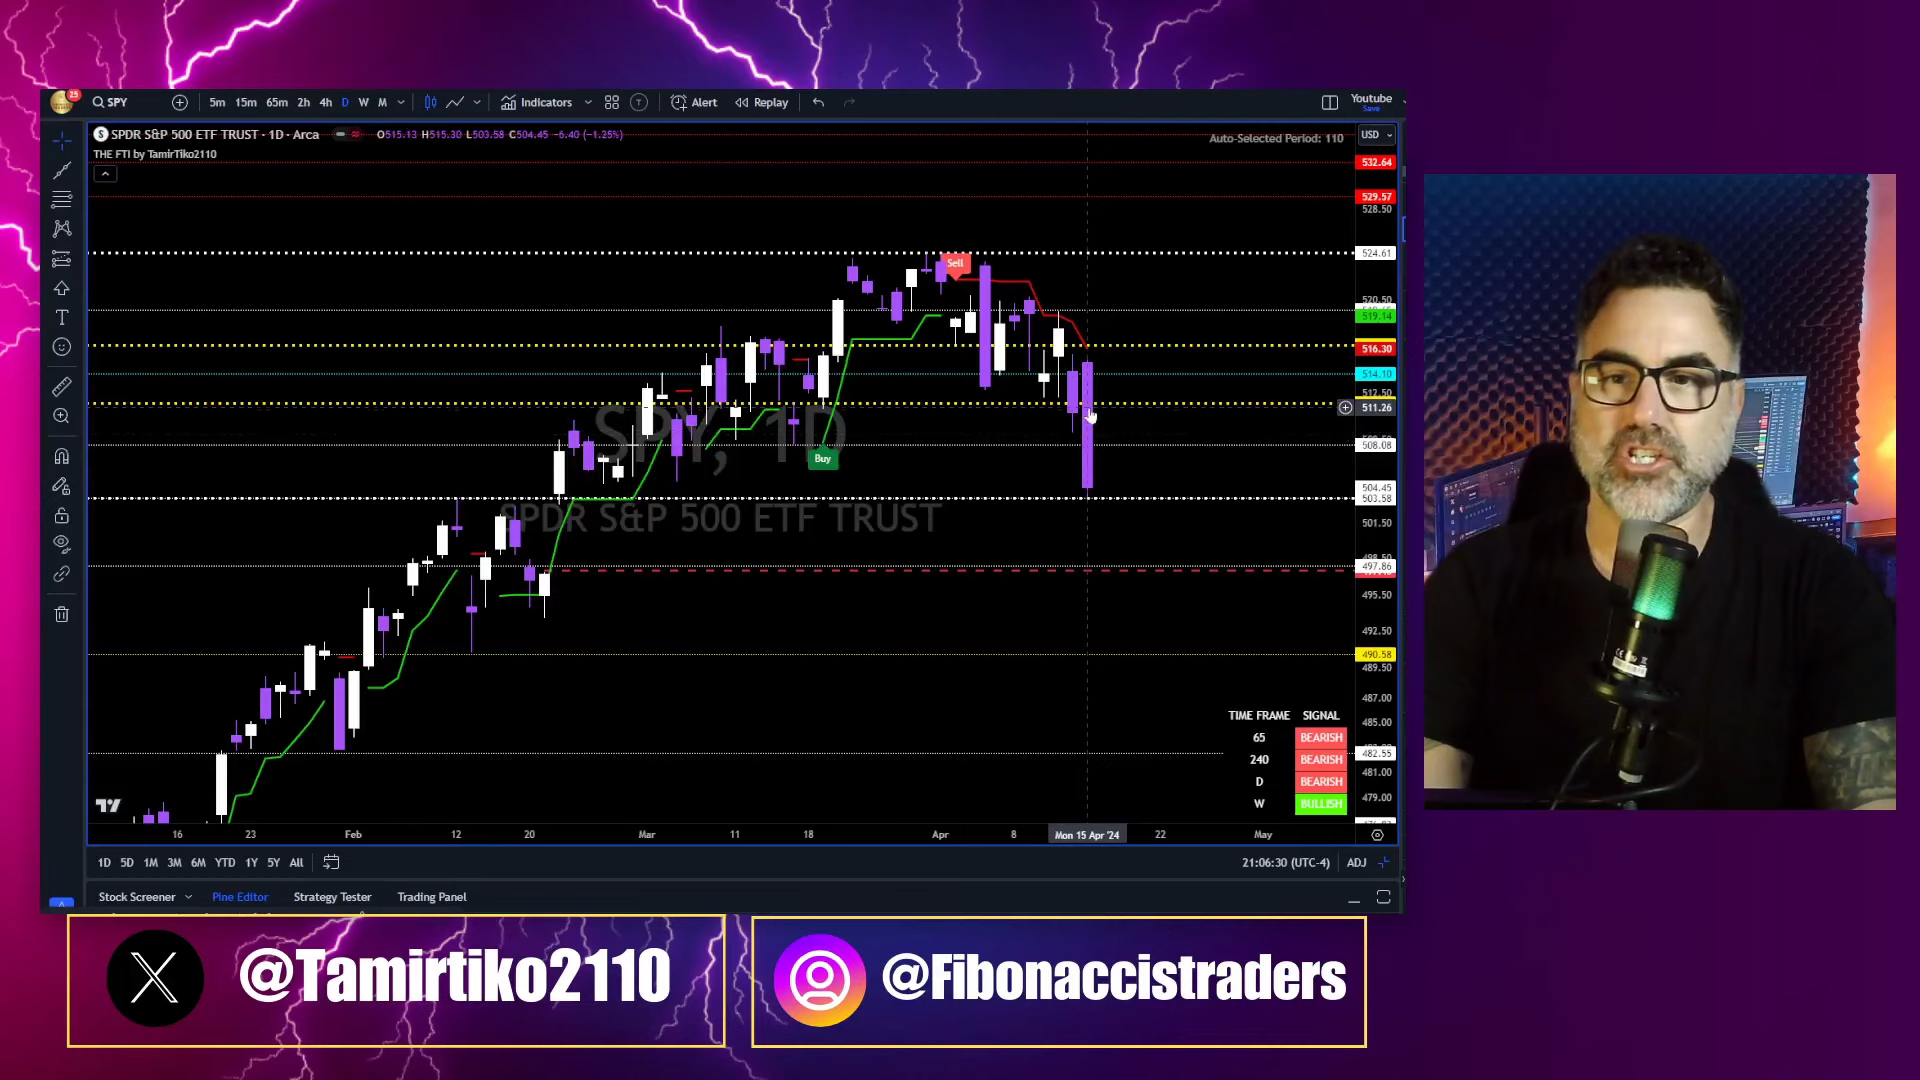 25
SPY
5m 15m 65m 2h 4h D W M
Indicators
T
Alert
Replay
Youtube
Save
S SPDR S&P 500 ETF TRUST · 1D · Arca O515.13 H515.30 L503.58 C504.45 -6.40 (-1.25%)
THE FTI by TamirTiko2110
Auto-Selected Period: 110
USD
532.64
529.57
528.50
524.61
520.50
519.14
516.30
514.10
512.50
511.26
508.08
504.45
503.58
501.50
498.50
497.86
495.50
492.50
490.58
489.50
487.00
485.00
482.55
481.00
479.00
Sell
Buy
SPY, 1D
SPDR S&P 500 ETF TRUST
TIME FRAME SIGNAL
65 BEARISH
240 BEARISH
D BEARISH
W BULLISH
16 23 Feb 12 20 Mar 11 18 Apr 8 Mon 15 Apr '24 22 May
1D 5D 1M 3M 6M YTD 1Y 5Y All
21:06:30 (UTC-4) ADJ
Stock Screener Pine Editor Strategy Tester Trading Panel
@Tamirtiko2110
@Fibonaccistraders